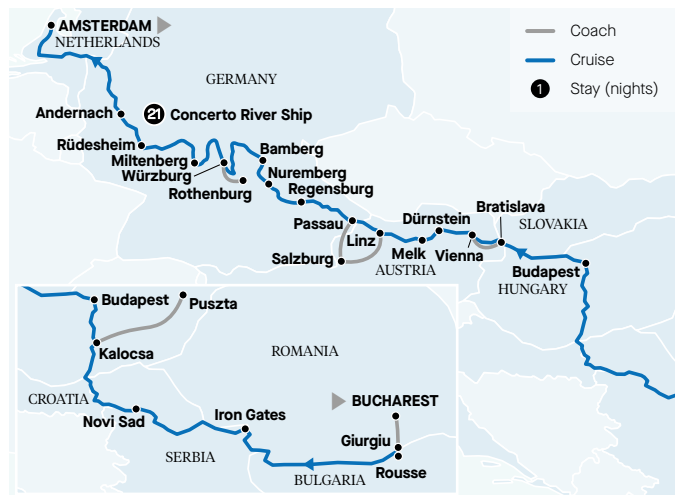 AMSTERDAM
NETHERLANDS
GERMANY
Coach
Cruise
1 Stay (nights)
Andernach
21 Concerto River Ship
Rüdesheim
Miltenberg
Würzburg
Rothenburg
Bamberg
Nuremberg
Regensburg
Passau
Linz
Salzburg
Dürnstein
Melk
Vienna
AUSTRIA
Bratislava
SLOVAKIA
Budapest
HUNGARY
Budapest
Puszta
Kalocsa
ROMANIA
CROATIA
Novi Sad
Iron Gates
BUCHAREST
Giurgiu
Rousse
SERBIA
BULGARIA